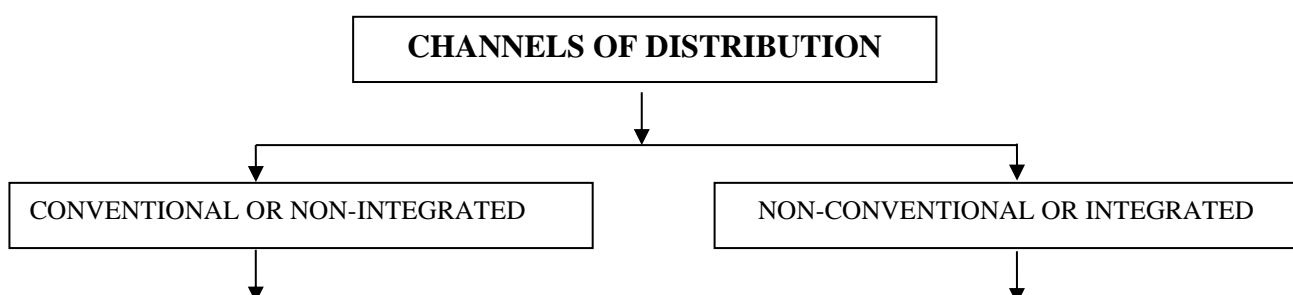 CHANNELS OF DISTRIBUTION
CONVENTIONAL OR NON-INTEGRATED
NON-CONVENTIONAL OR INTEGRATED